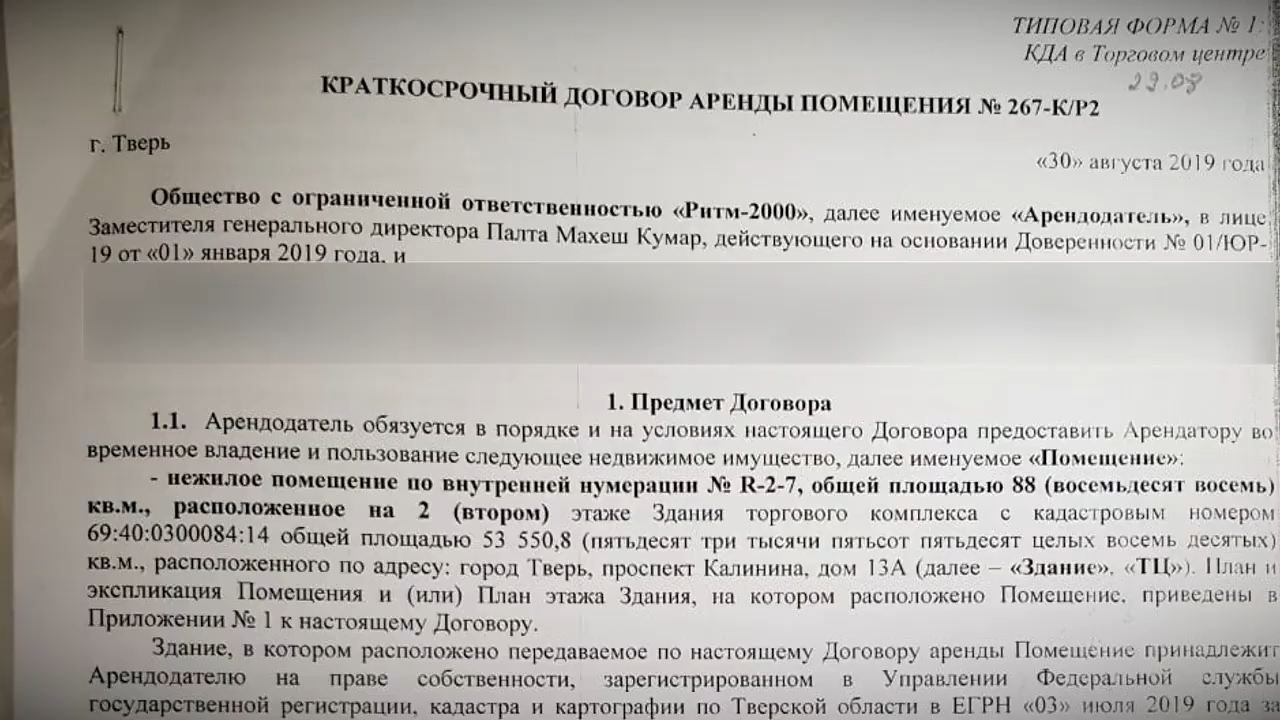 ТИПОВАЯ ФОРМА № 1:
КДА в Торговом центре
29.08
КРАТКОСРОЧНЫЙ ДОГОВОР АРЕНДЫ ПОМЕЩЕНИЯ № 267-К/Р2
г. Тверь
«30» августа 2019 года
Общество с ограниченной ответственностью «Ритм-2000», далее именуемое «Арендодатель», в лице
Заместителя генерального директора Палта Махеш Кумар, действующего на основании Доверенности № 01/ЮР-
19 от «01» января 2019 года, и
1. Предмет Договора
1.1. Арендодатель обязуется в порядке и на условиях настоящего Договора предоставить Арендатору во
временное владение и пользование следующее недвижимое имущество, далее именуемое «Помещение»:
- нежилое помещение по внутренней нумерации № R-2-7, общей площадью 88 (восемьдесят восемь)
кв.м., расположенное на 2 (втором) этаже Здания торгового комплекса с кадастровым номером
69:40:0300084:14 общей площадью 53 550,8 (пятьдесят три тысячи пятьсот пятьдесят целых восемь десятых)
кв.м., расположенного по адресу: город Тверь, проспект Калинина, дом 13А (далее – «Здание», «ТЦ»). План и
экспликация Помещения и (или) План этажа Здания, на котором расположено Помещение, приведены в
Приложении № 1 к настоящему Договору.
Здание, в котором расположено передаваемое по настоящему Договору аренды Помещение принадлежит
Арендодателю на праве собственности, зарегистрированном в Управлении Федеральной службы
государственной регистрации, кадастра и картографии по Тверской области в ЕГРН «03» июля 2019 года за